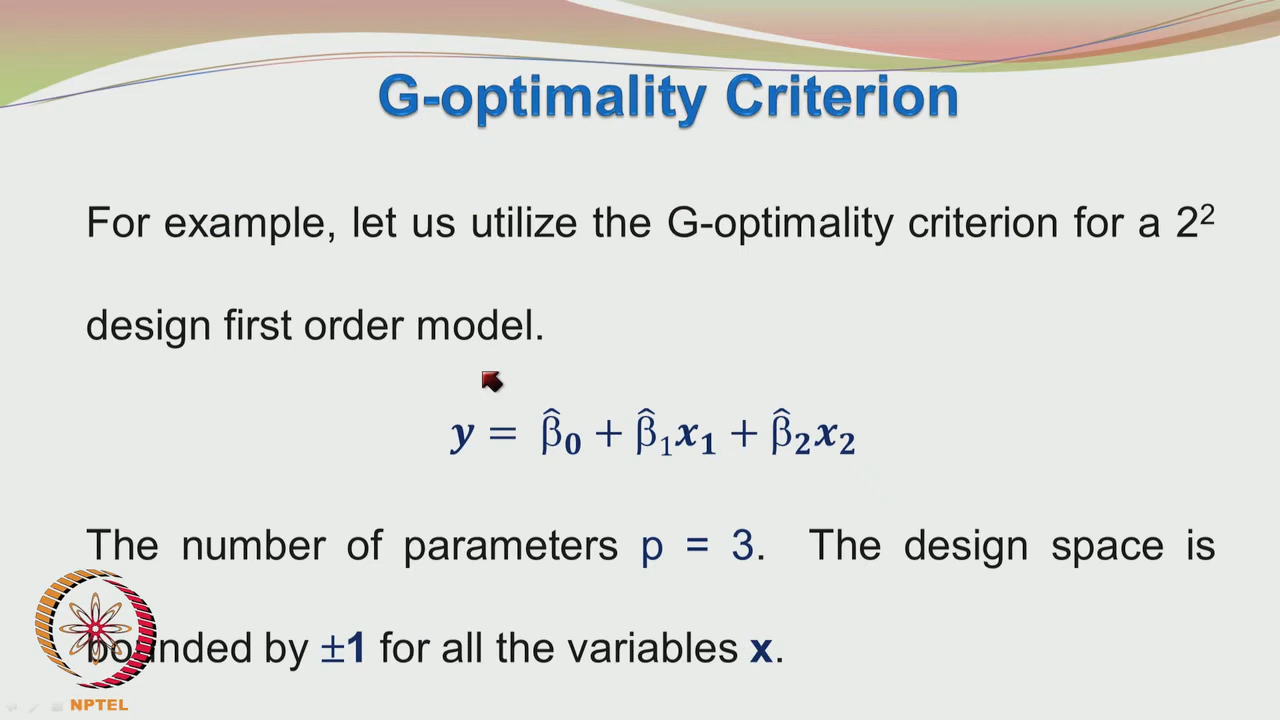 G-optimality Criterion
For example, let us utilize the G-optimality criterion for a 2²
design first order model.
y = β̂₀ + β̂₁x₁ + β̂₂x₂
The number of parameters p = 3. The design space is
bounded by ±1 for all the variables x.
NPTEL